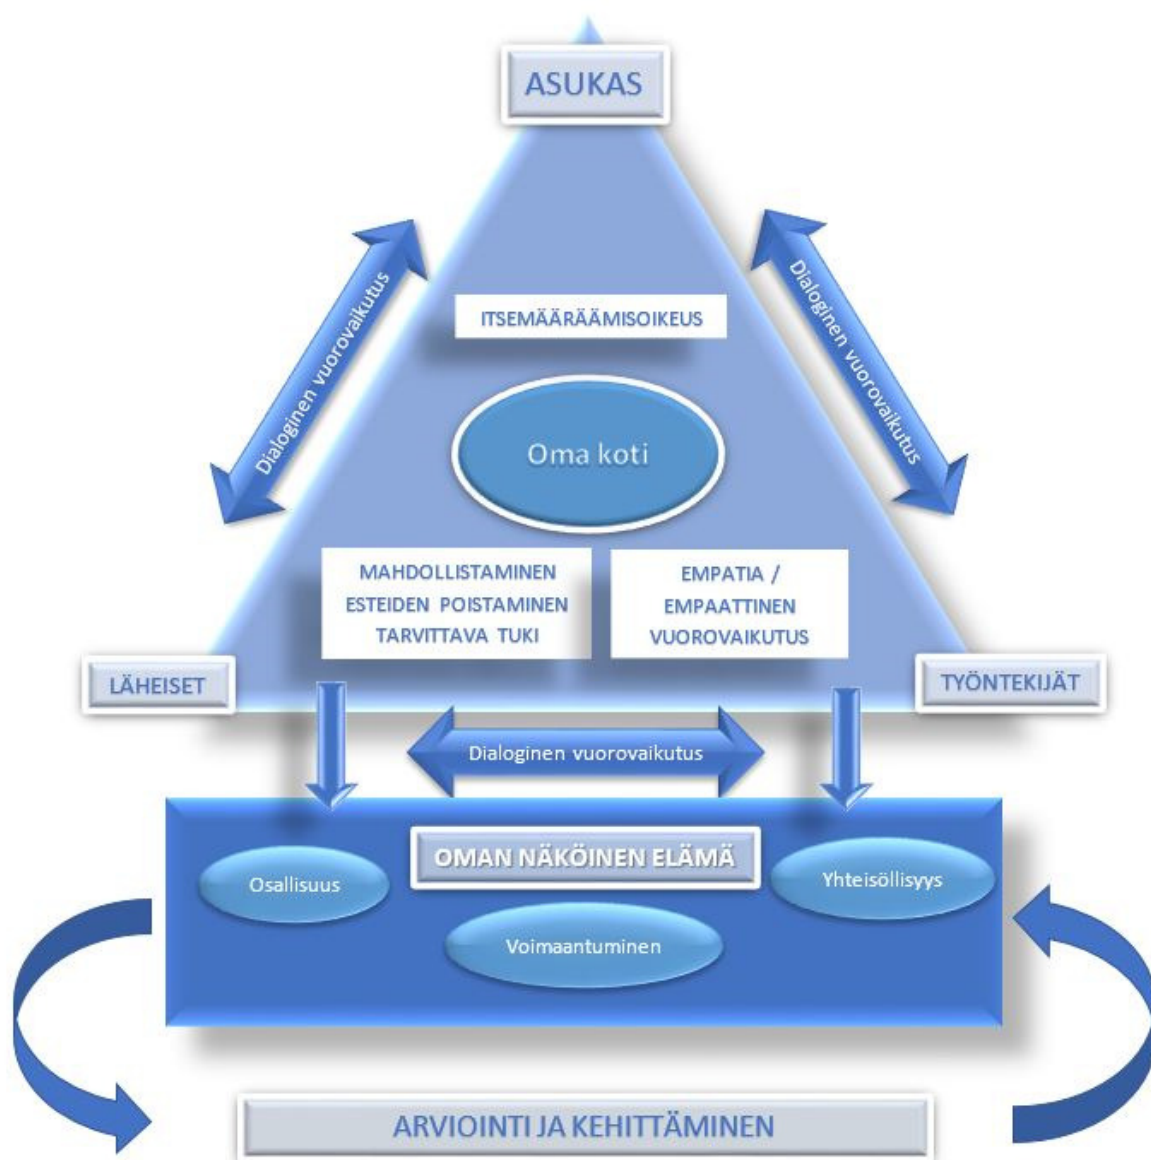 ASUKAS
Dialoginen vuorovaikutus
Dialoginen vuorovaikutus
ITSEMÄÄRÄÄMISOIKEUS
Oma koti
MAHDOLLISTAMINEN
ESTEIDEN POISTAMINEN
TARVITTAVA TUKI
EMPATIA /
EMPAATTINEN
VUOROVAIKUTUS
LÄHEISET
TYÖNTEKIJÄT
Dialoginen vuorovaikutus
OMAN NÄKÖINEN ELÄMÄ
Osallisuus
Yhteisöllisyys
Voimaantuminen
ARVIOINTI JA KEHITTÄMINEN